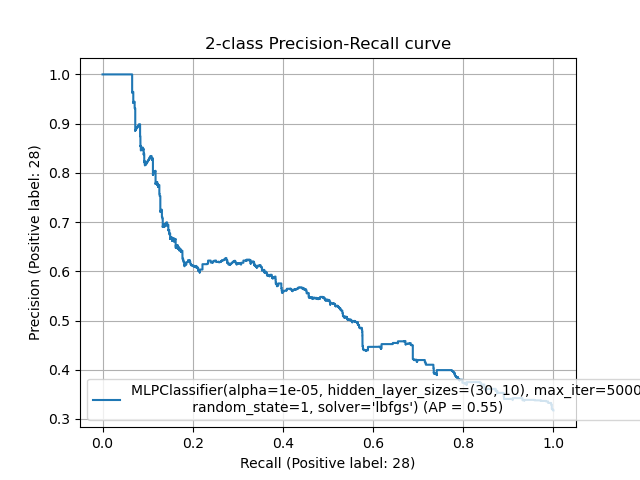 2-class Precision-Recall curve
1.0
0.9
0.8
0.7
0.6
0.5
0.4
0.3
Precision (Positive label: 28)
MLPClassifier(alpha=1e-05, hidden_layer_sizes=(30, 10), max_iter=5000
random_state=1, solver='lbfgs') (AP = 0.55)
0.0 0.2 0.4 0.6 0.8 1.0
Recall (Positive label: 28)